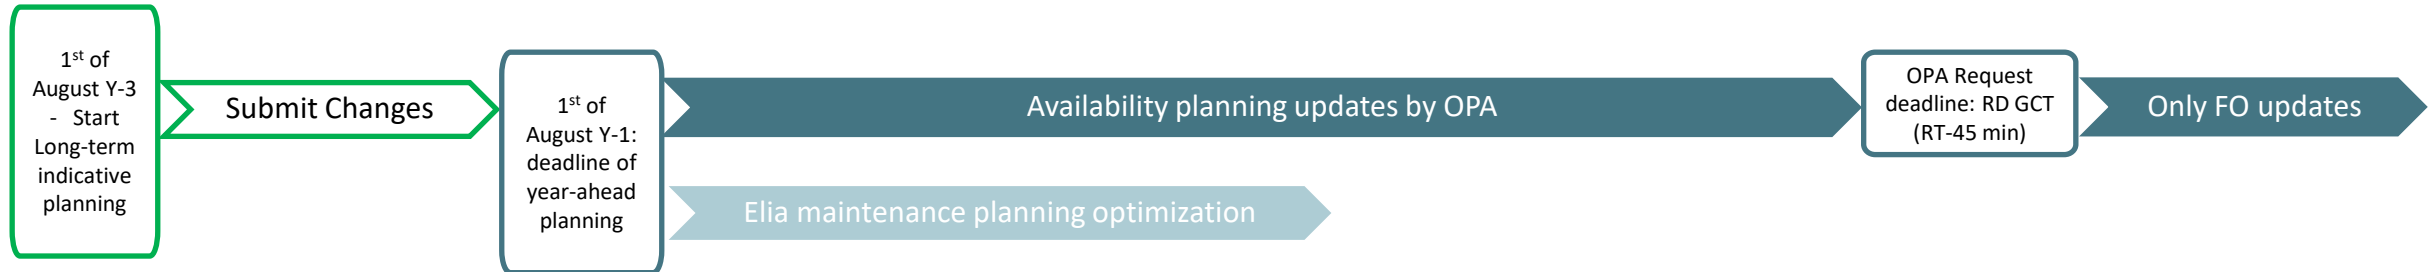 1st of
August Y-3
- Start
Long-term
indicative
planning
Submit Changes
1st of
August Y-1:
deadline of
year-ahead
planning
Availability planning updates by OPA
Elia maintenance planning optimization
OPA Request
deadline: RD GCT
(RT-45 min)
Only FO updates